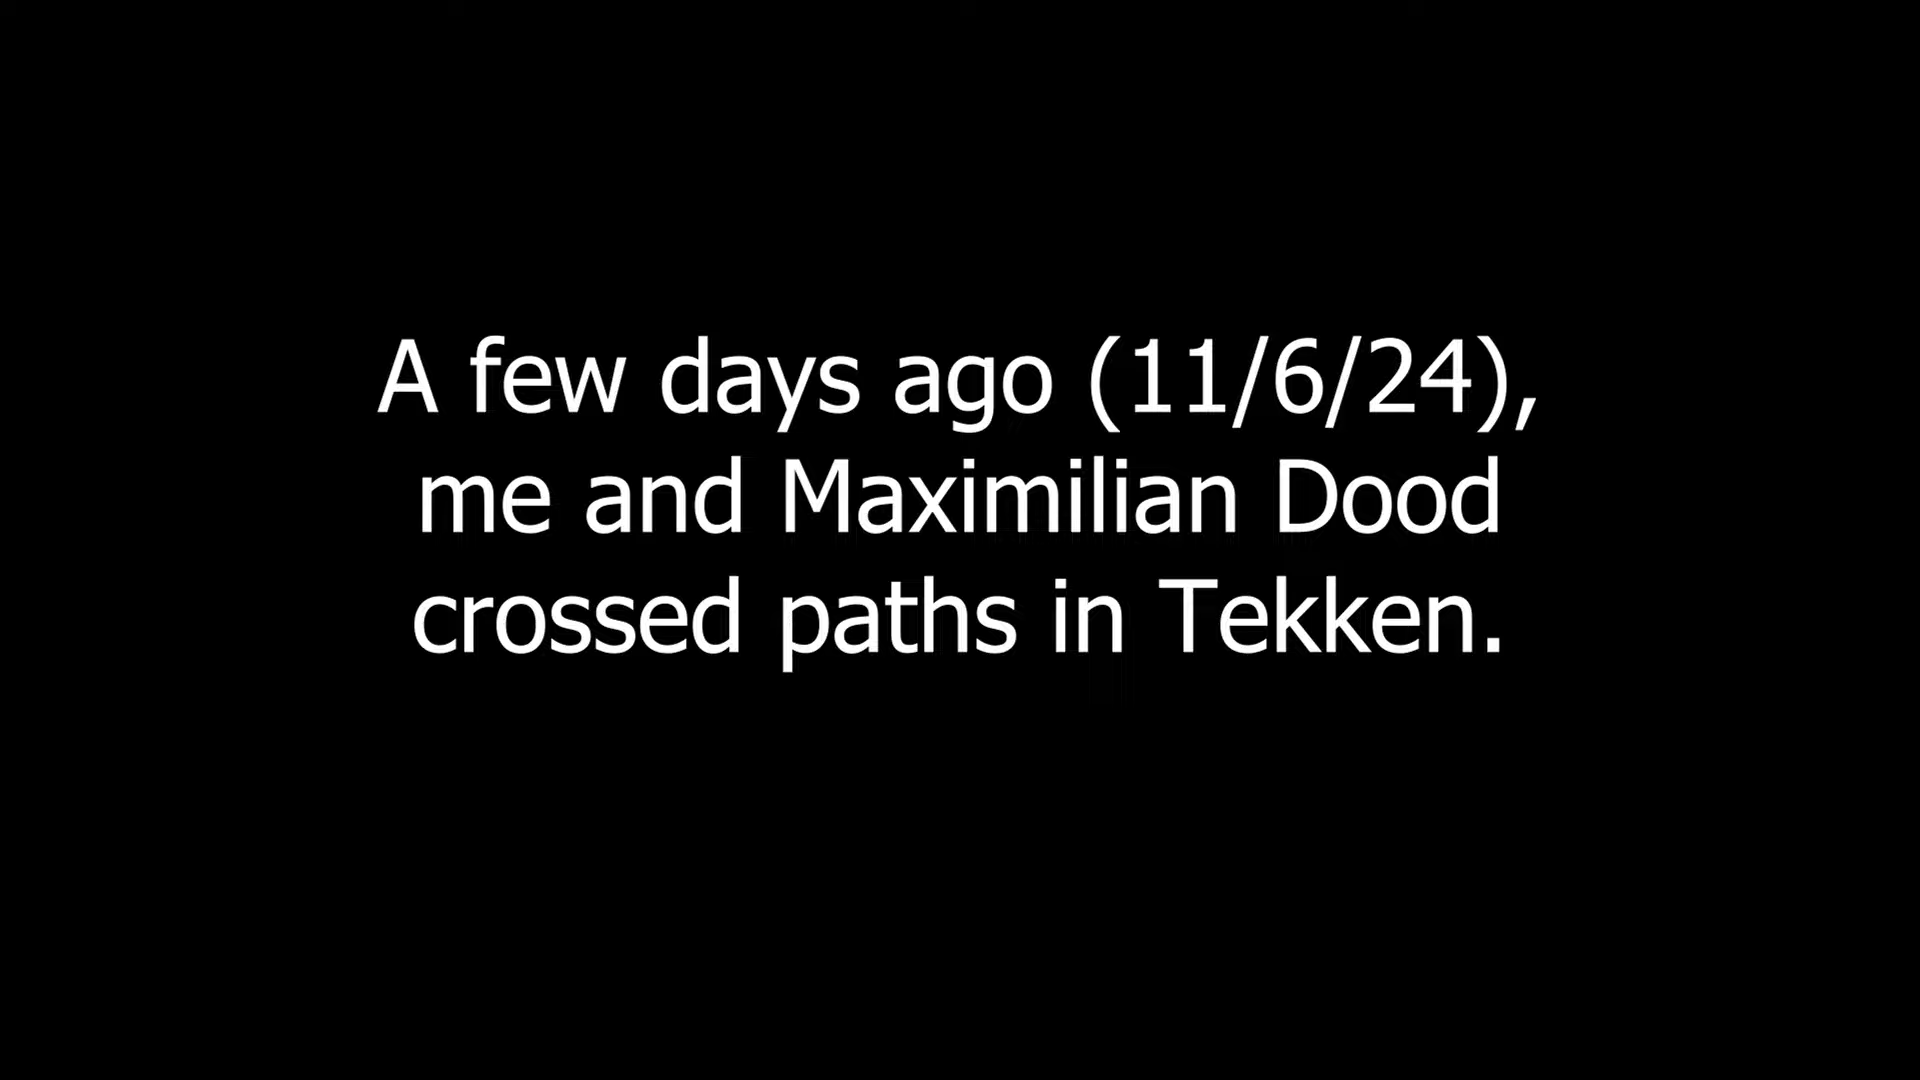 A few days ago (11/6/24),
me and Maximilian Dood
crossed paths in Tekken.